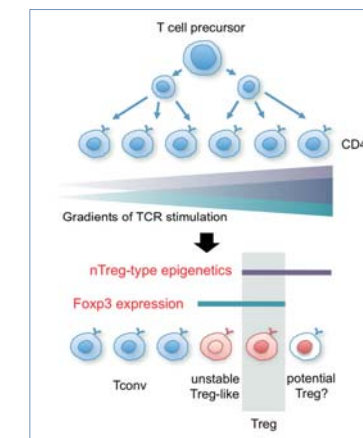 T cell precursor
CD4
Gradients of TCR stimulation
nTreg-type epigenetics
Foxp3 expression
Tconv
unstable
Treg-like
potential
Treg?
Treg